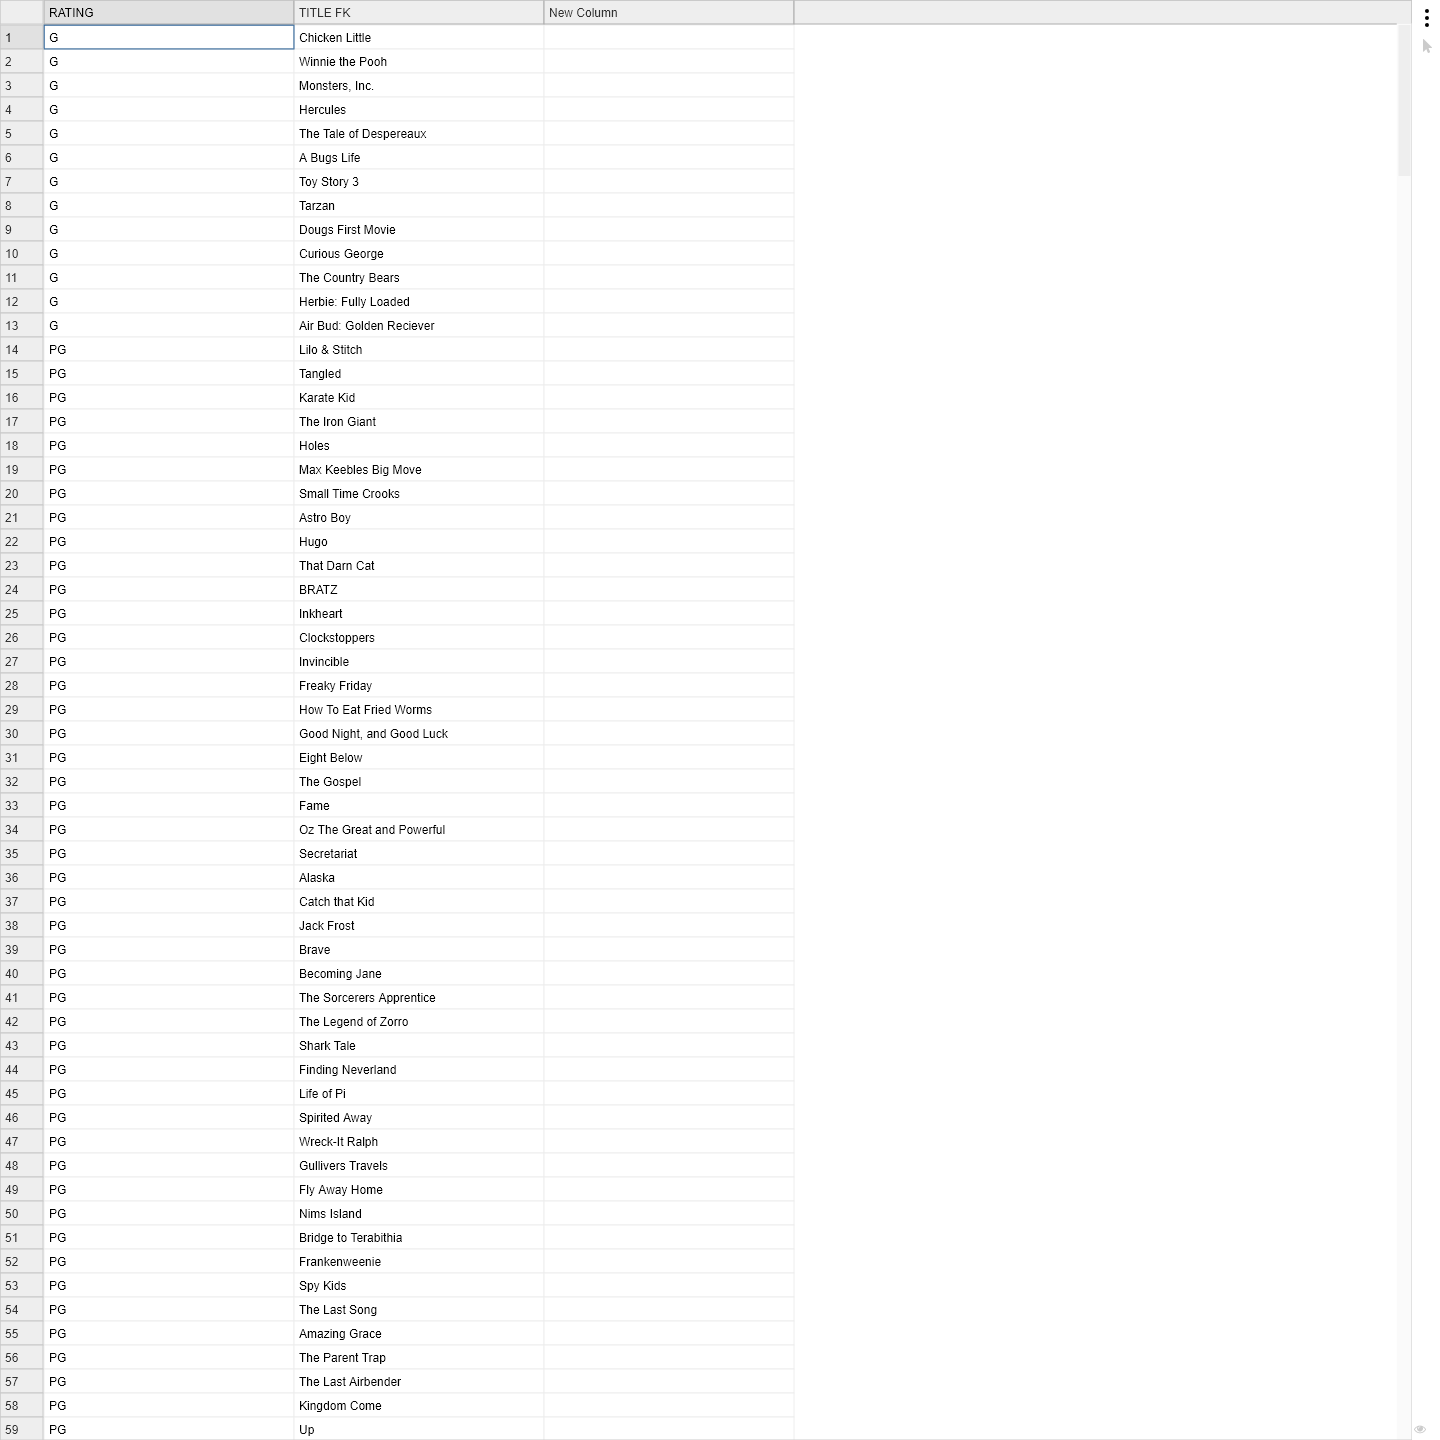 RATING TITLE FK New Column
1 G Chicken Little
2 G Winnie the Pooh
3 G Monsters, Inc.
4 G Hercules
5 G The Tale of Despereaux
6 G A Bugs Life
7 G Toy Story 3
8 G Tarzan
9 G Dougs First Movie
10 G Curious George
11 G The Country Bears
12 G Herbie: Fully Loaded
13 G Air Bud: Golden Reciever
14 PG Lilo & Stitch
15 PG Tangled
16 PG Karate Kid
17 PG The Iron Giant
18 PG Holes
19 PG Max Keebles Big Move
20 PG Small Time Crooks
21 PG Astro Boy
22 PG Hugo
23 PG That Darn Cat
24 PG BRATZ
25 PG Inkheart
26 PG Clockstoppers
27 PG Invincible
28 PG Freaky Friday
29 PG How To Eat Fried Worms
30 PG Good Night, and Good Luck
31 PG Eight Below
32 PG The Gospel
33 PG Fame
34 PG Oz The Great and Powerful
35 PG Secretariat
36 PG Alaska
37 PG Catch that Kid
38 PG Jack Frost
39 PG Brave
40 PG Becoming Jane
41 PG The Sorcerers Apprentice
42 PG The Legend of Zorro
43 PG Shark Tale
44 PG Finding Neverland
45 PG Life of Pi
46 PG Spirited Away
47 PG Wreck-It Ralph
48 PG Gullivers Travels
49 PG Fly Away Home
50 PG Nims Island
51 PG Bridge to Terabithia
52 PG Frankenweenie
53 PG Spy Kids
54 PG The Last Song
55 PG Amazing Grace
56 PG The Parent Trap
57 PG The Last Airbender
58 PG Kingdom Come
59 PG Up